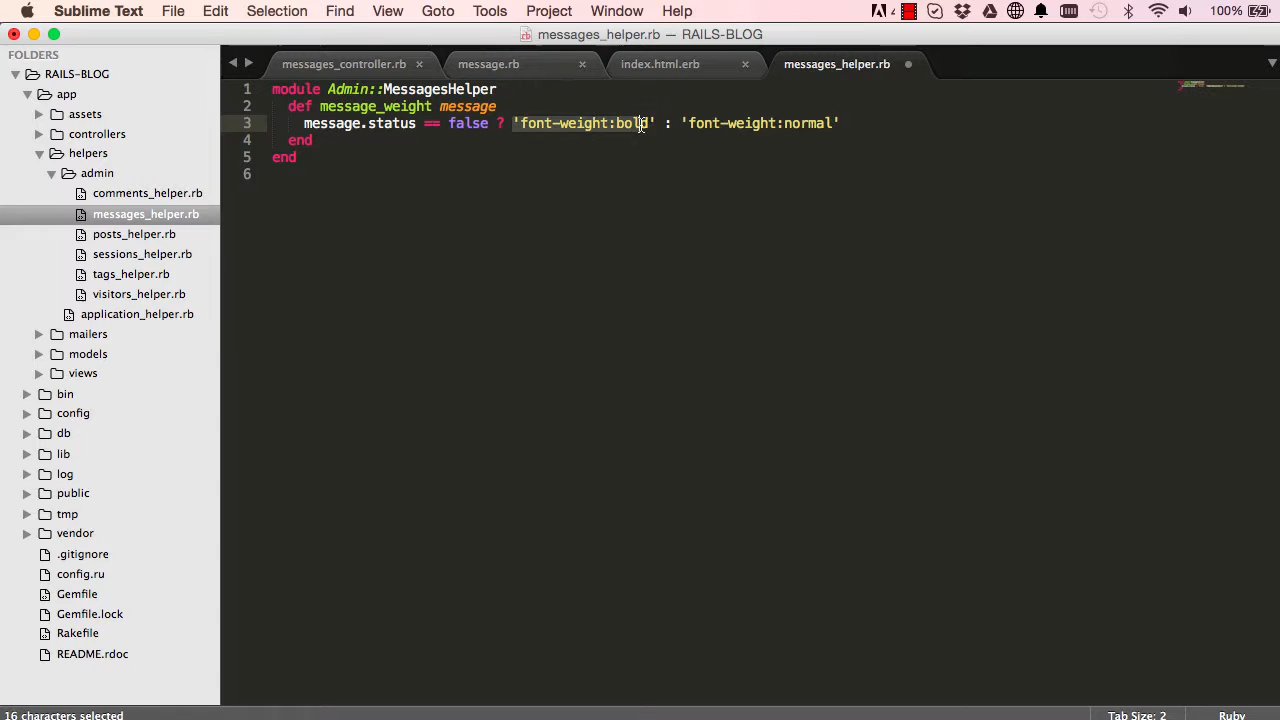 Sublime Text File Edit Selection Find View Goto Tools Project Window Help 100%
messages_helper.rb — RAILS-BLOG
FOLDERS
RAILS-BLOG
app
assets
controllers
helpers
admin
comments_helper.rb
messages_helper.rb
posts_helper.rb
sessions_helper.rb
tags_helper.rb
visitors_helper.rb
application_helper.rb
mailers
models
views
bin
config
db
lib
log
public
tmp
vendor
.gitignore
config.ru
Gemfile
Gemfile.lock
Rakefile
README.rdoc
messages_controller.rb × message.rb × index.html.erb × messages_helper.rb
1 module Admin::MessagesHelper
2 def message_weight message
3 message.status == false ? 'font-weight:bold' : 'font-weight:normal'
4 end
5 end
6
16 characters selected Tab Size: 2 Ruby